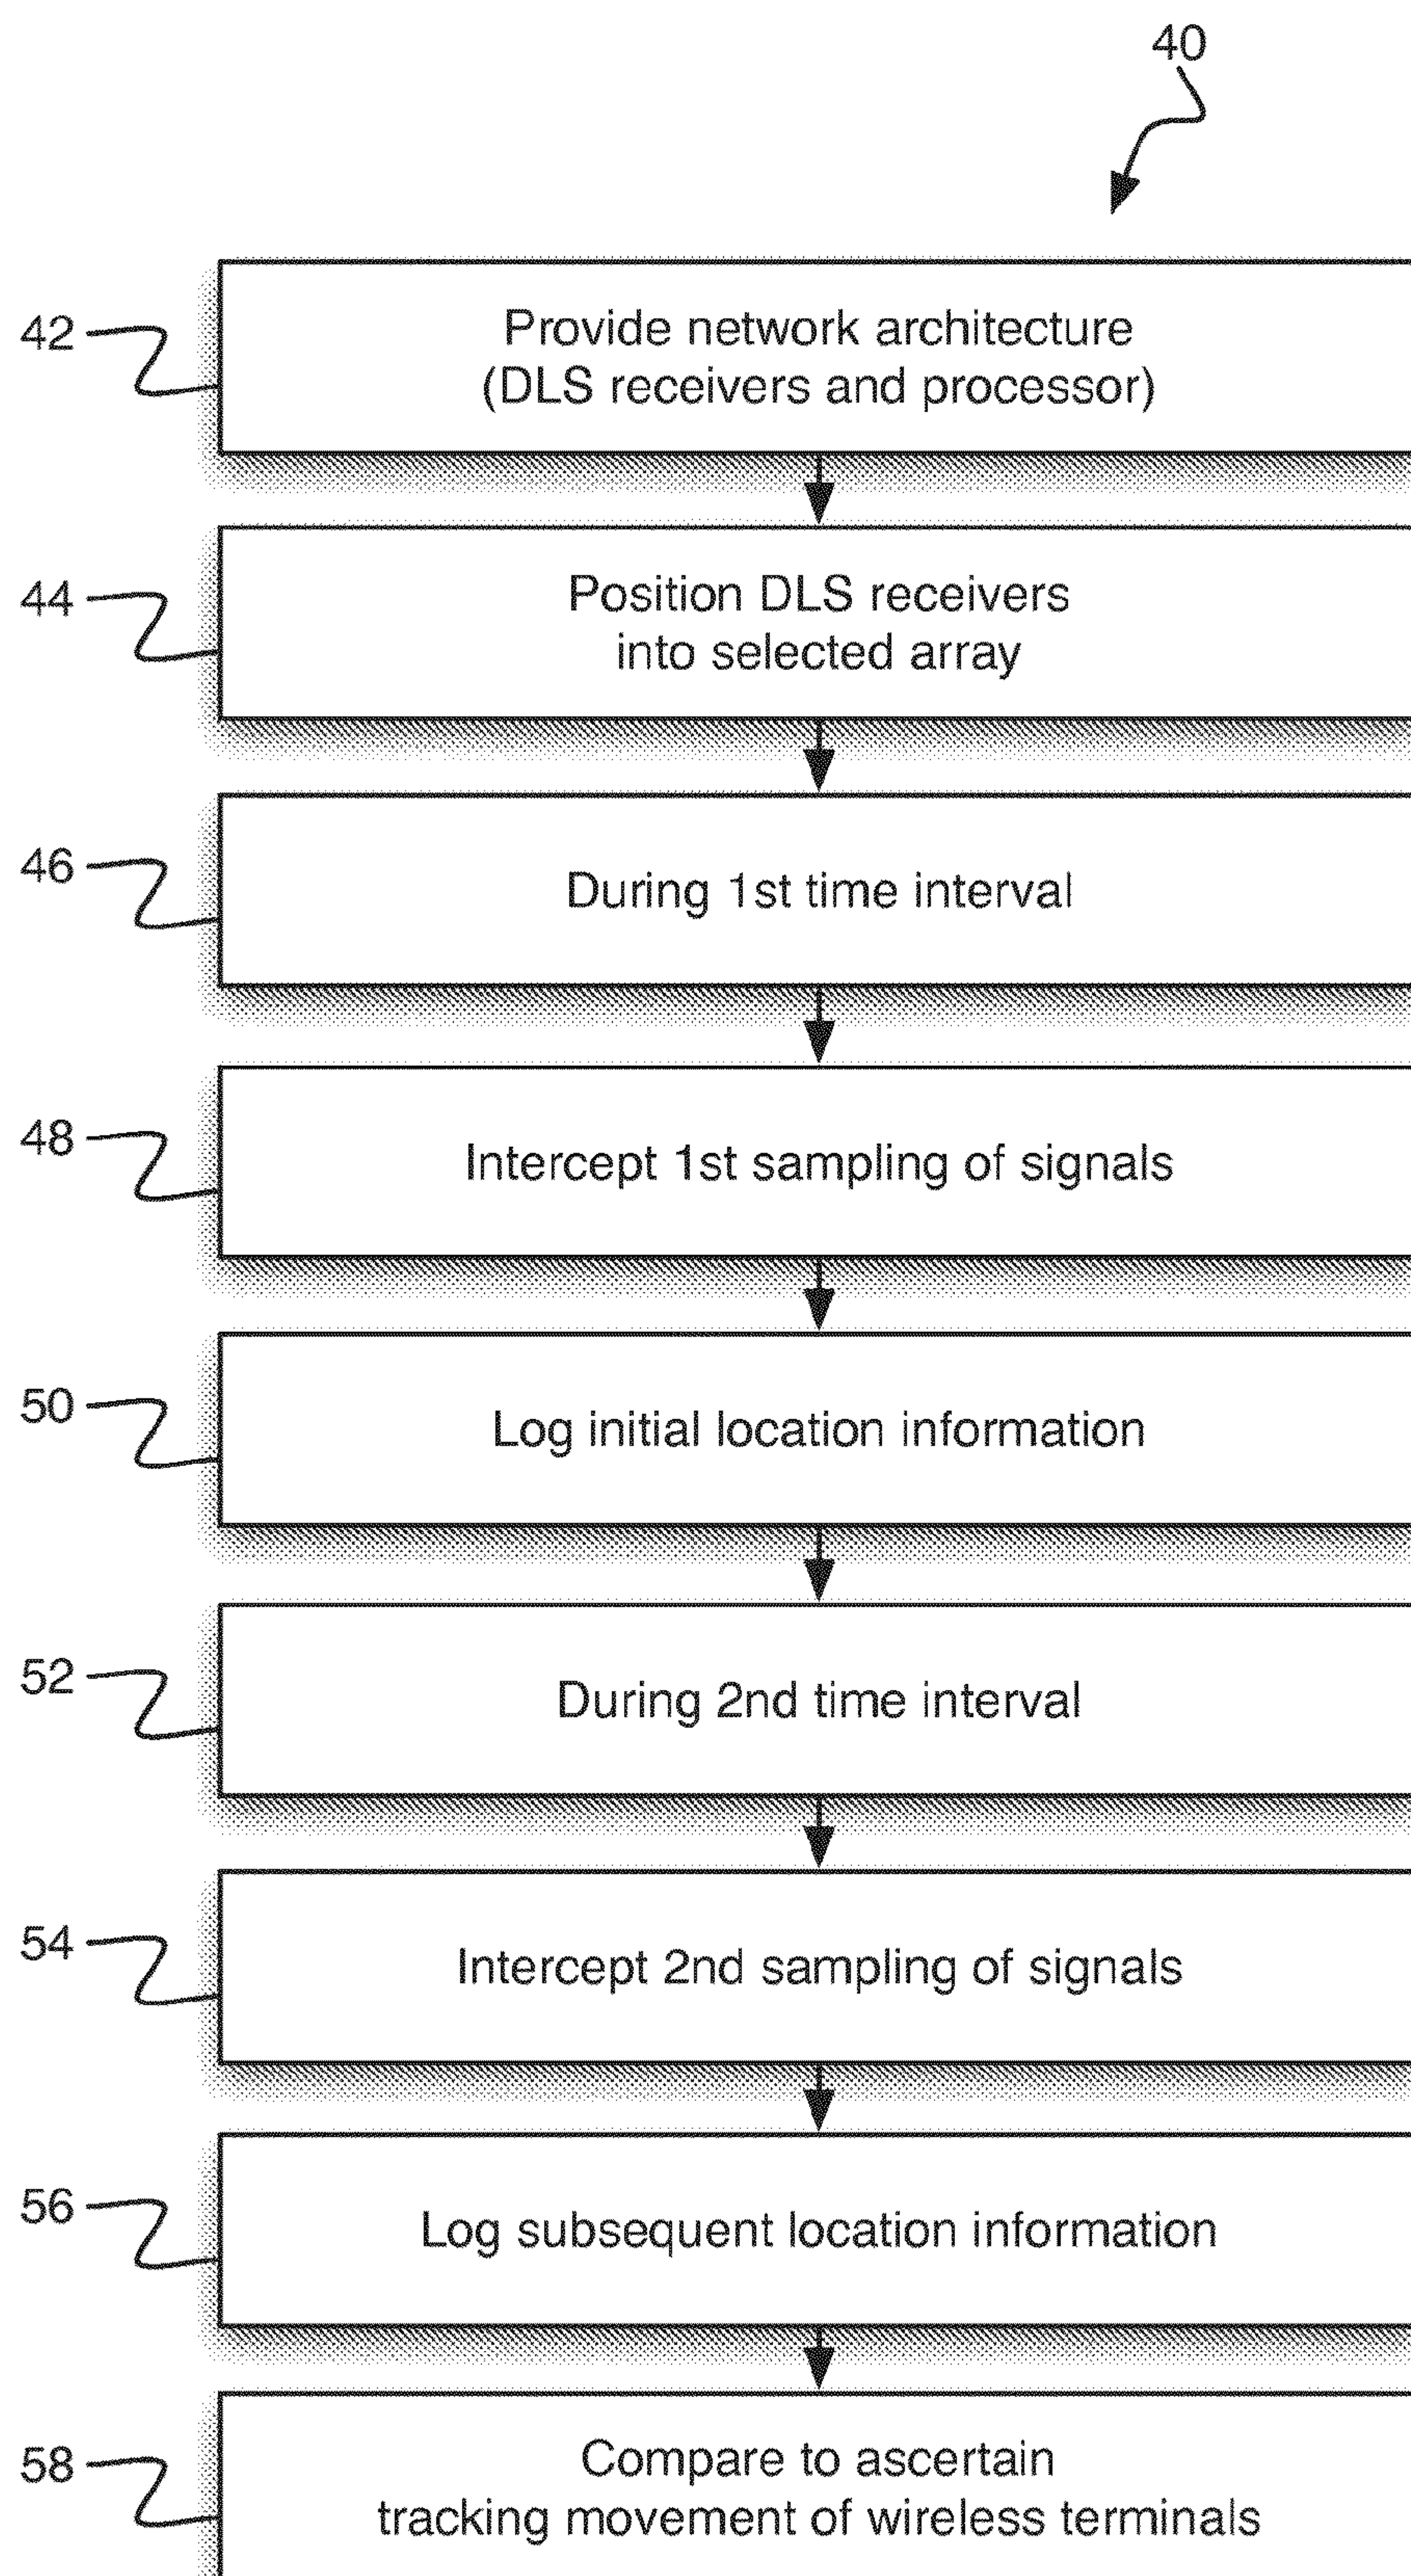 40
42
Provide network architecture
(DLS receivers and processor)
44
Position DLS receivers
into selected array
46
During 1st time interval
48
Intercept 1st sampling of signals
50
Log initial location information
52
During 2nd time interval
54
Intercept 2nd sampling of signals
56
Log subsequent location information
58
Compare to ascertain
tracking movement of wireless terminals